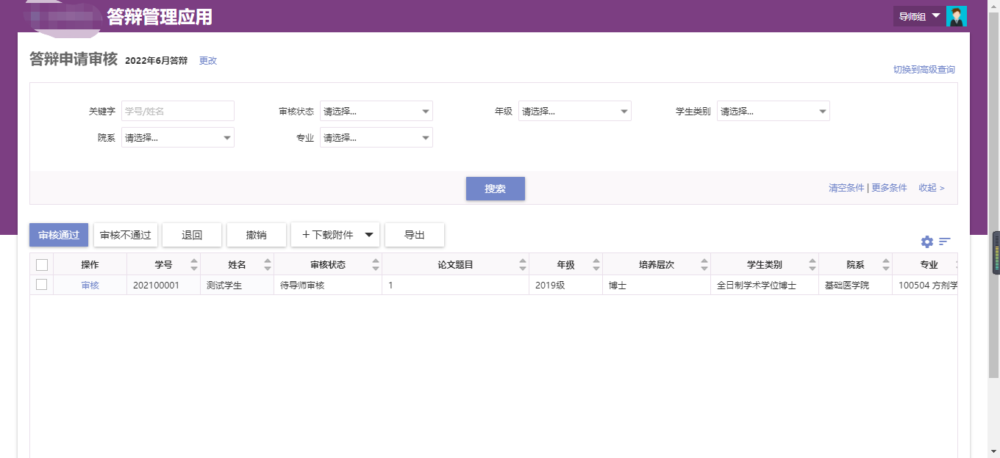 答辩管理应用
导师组
答辩申请审核 2022年6月答辩 更改
切换到高级查询
关键字 学号/姓名 审核状态 请选择... 年级 请选择... 学生类别 请选择...
院系 请选择... 专业 请选择...
搜索 清空条件 | 更多条件 收起 >
审核通过 审核不通过 退回 撤销 +下载附件 导出
操作 学号 姓名 审核状态 论文题目 年级 培养层次 学生类别 院系 专业
审核 202100001 测试学生 待导师审核 1 2019级 博士 全日制学术学位博士 基础医学院 100504 方剂学